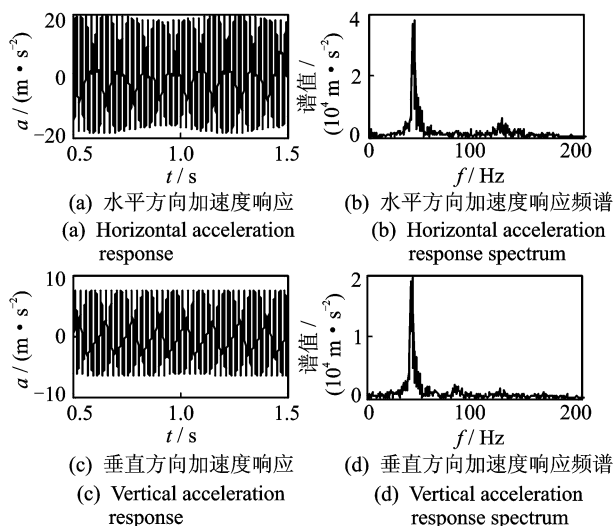 20
0
−20
0.5
1.0
1.5
a / (m • s⁻²)
t / s
(a) 水平方向加速度响应
(a) Horizontal acceleration
response
4
2
0
0
100
200
谱值 /
(10⁴ m • s⁻²)
f / Hz
(b) 水平方向加速度响应频谱
(b) Horizontal acceleration
response spectrum
10
0
−10
0.5
1.0
1.5
a / (m • s⁻²)
t / s
(c) 垂直方向加速度响应
(c) Vertical acceleration
response
2
1
0
0
100
200
谱值 /
(10⁴ m • s⁻²)
f / Hz
(d) 垂直方向加速度响应频谱
(d) Vertical acceleration
response spectrum